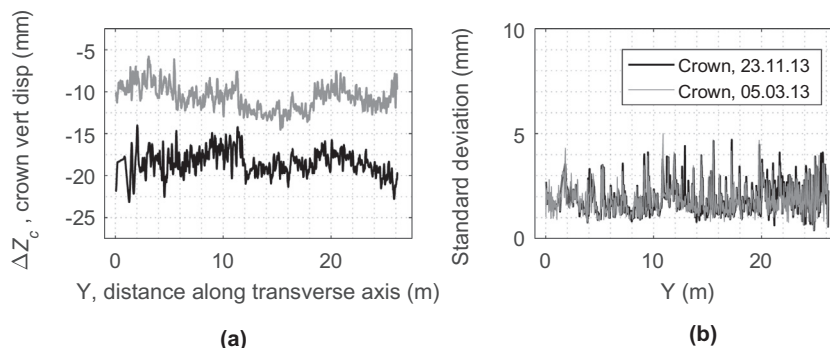 ΔZc , crown vert disp (mm)
-5
-10
-15
-20
-25
0
10
20
Y, distance along transverse axis (m)
(a)
Standard deviation (mm)
10
5
0
0
10
20
Y (m)
Crown, 23.11.13
Crown, 05.03.13
(b)